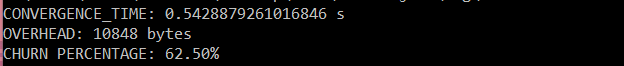 CONVERGENCE_TIME: 0.5428879261016846 s
OVERHEAD: 10848 bytes
CHURN PERCENTAGE: 62.50%